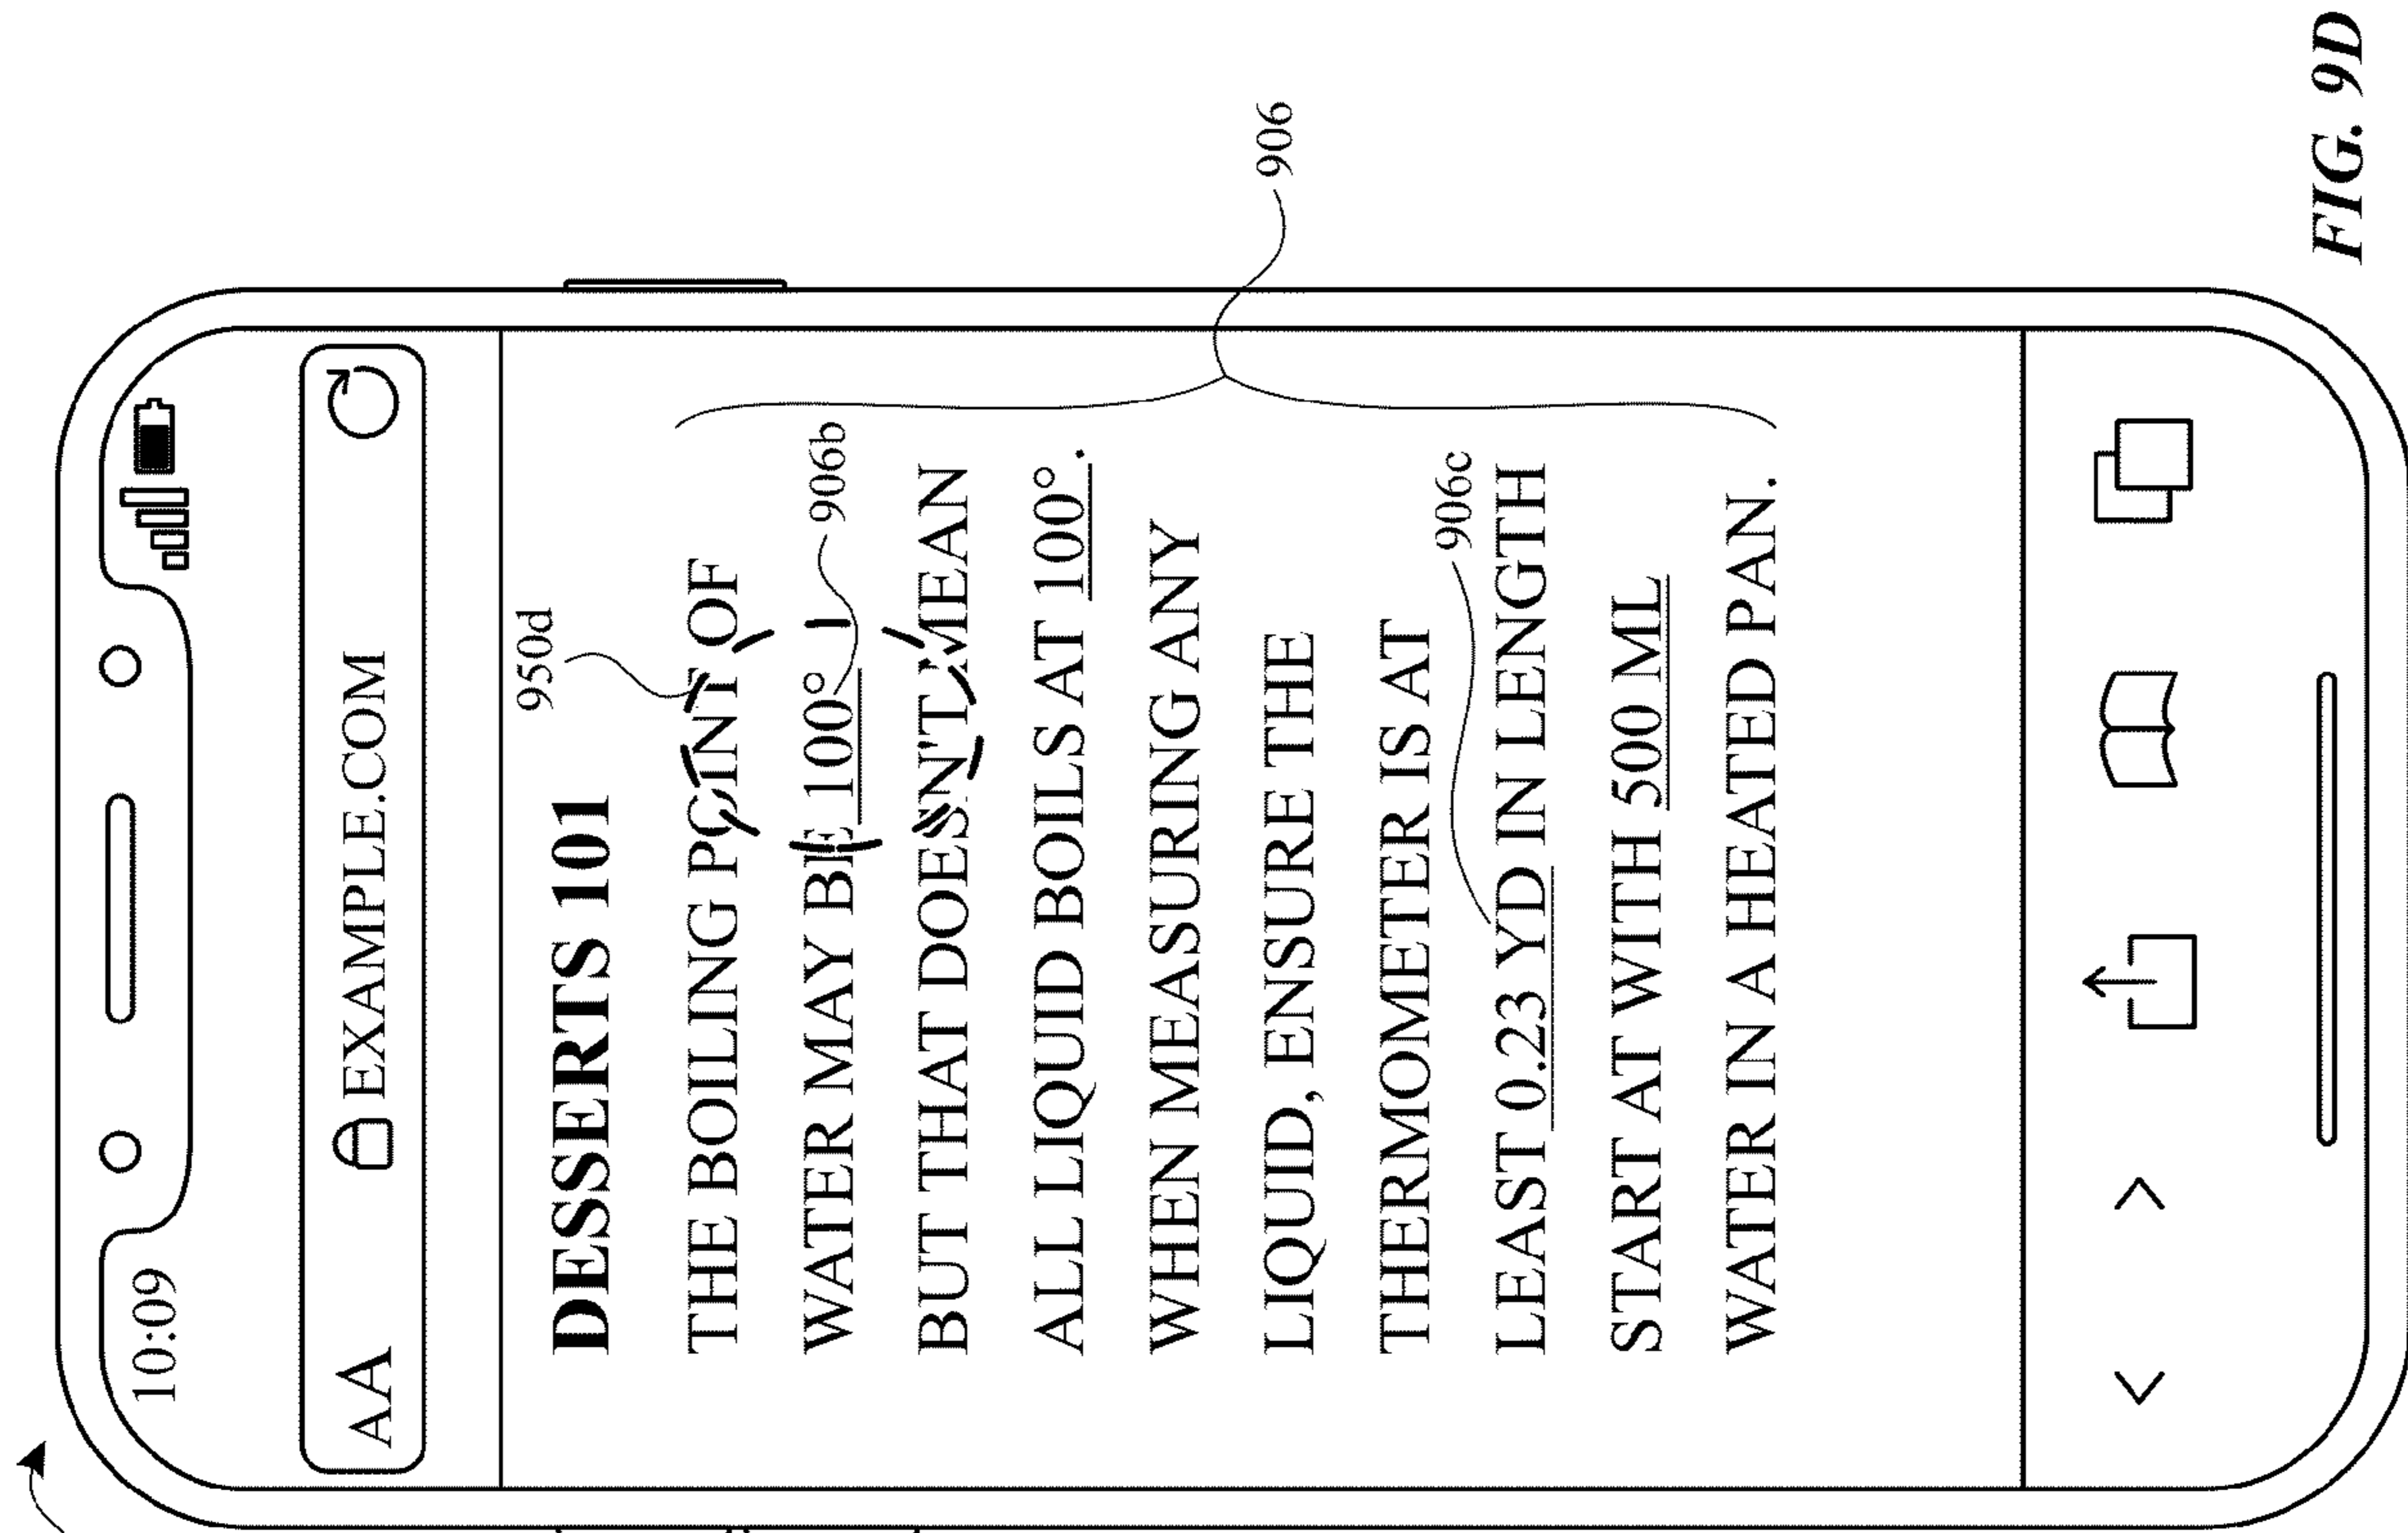 10:09
AA EXAMPLE.COM
DESSERTS 101
950d
THE BOILING POINT OF
WATER MAY BE 100°
906b
BUT THAT DOESN'T MEAN
ALL LIQUID BOILS AT 100°.
WHEN MEASURING ANY
906
LIQUID, ENSURE THE
THERMOMETER IS AT
906c
LEAST 0.23 YD IN LENGTH
START AT WITH 500 ML
WATER IN A HEATED PAN.
FIG. 9D